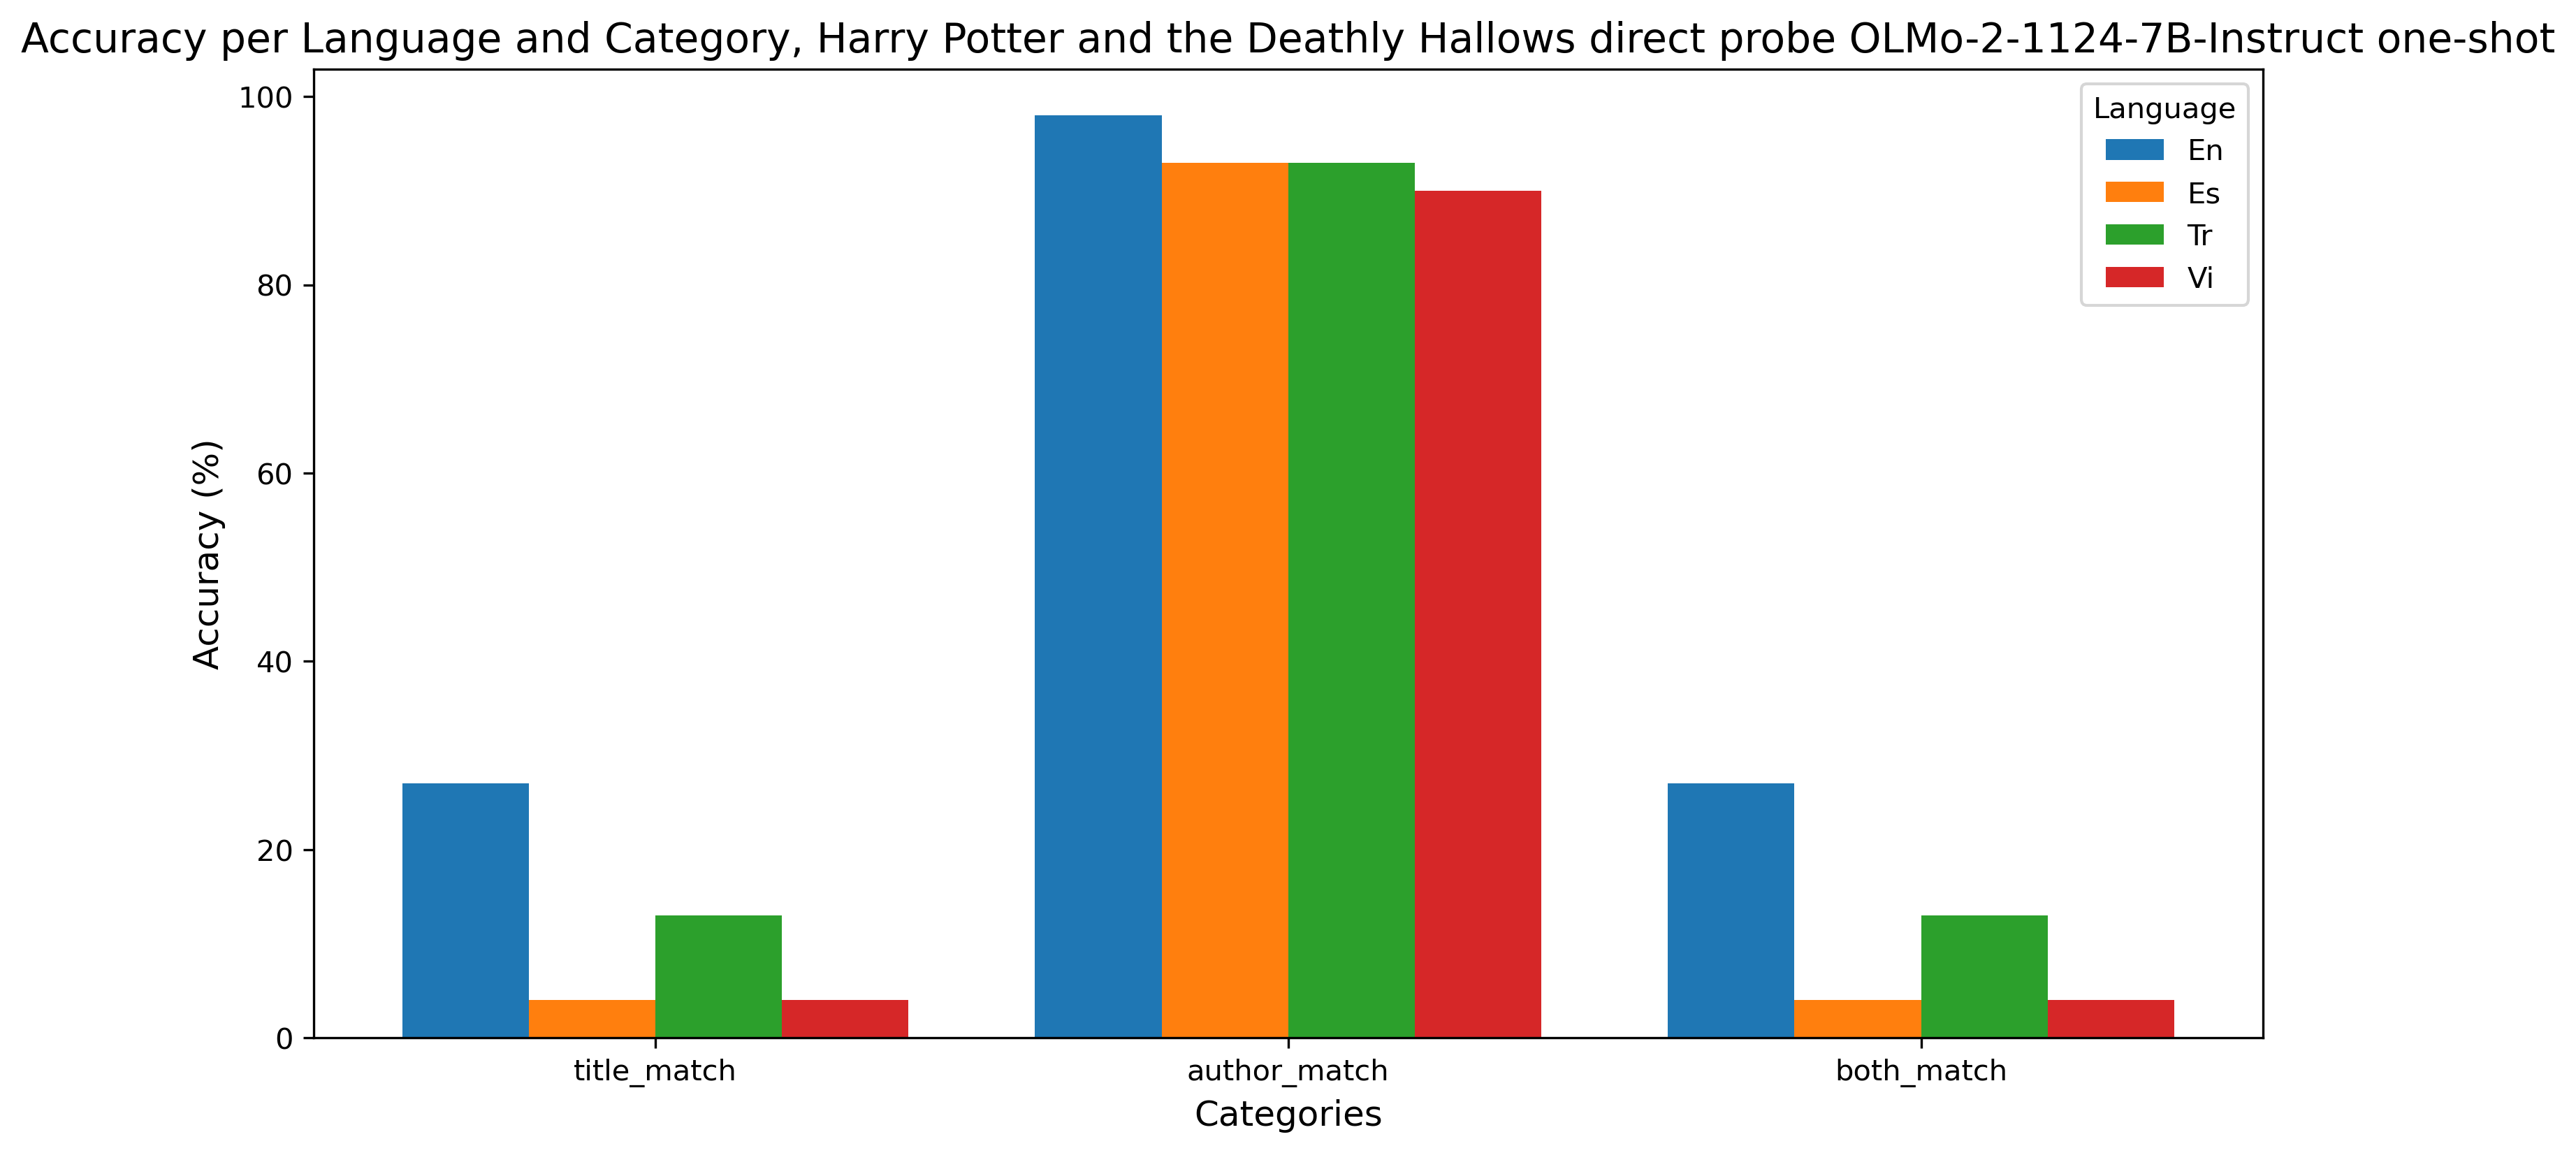 Accuracy per Language and Category, Harry Potter and the Deathly Hallows direct probe OLMo-2-1124-7B-Instruct one-shot
Accuracy (%)
100
80
60
40
20
0
Language
En
Es
Tr
Vi
title_match
author_match
both_match
Categories